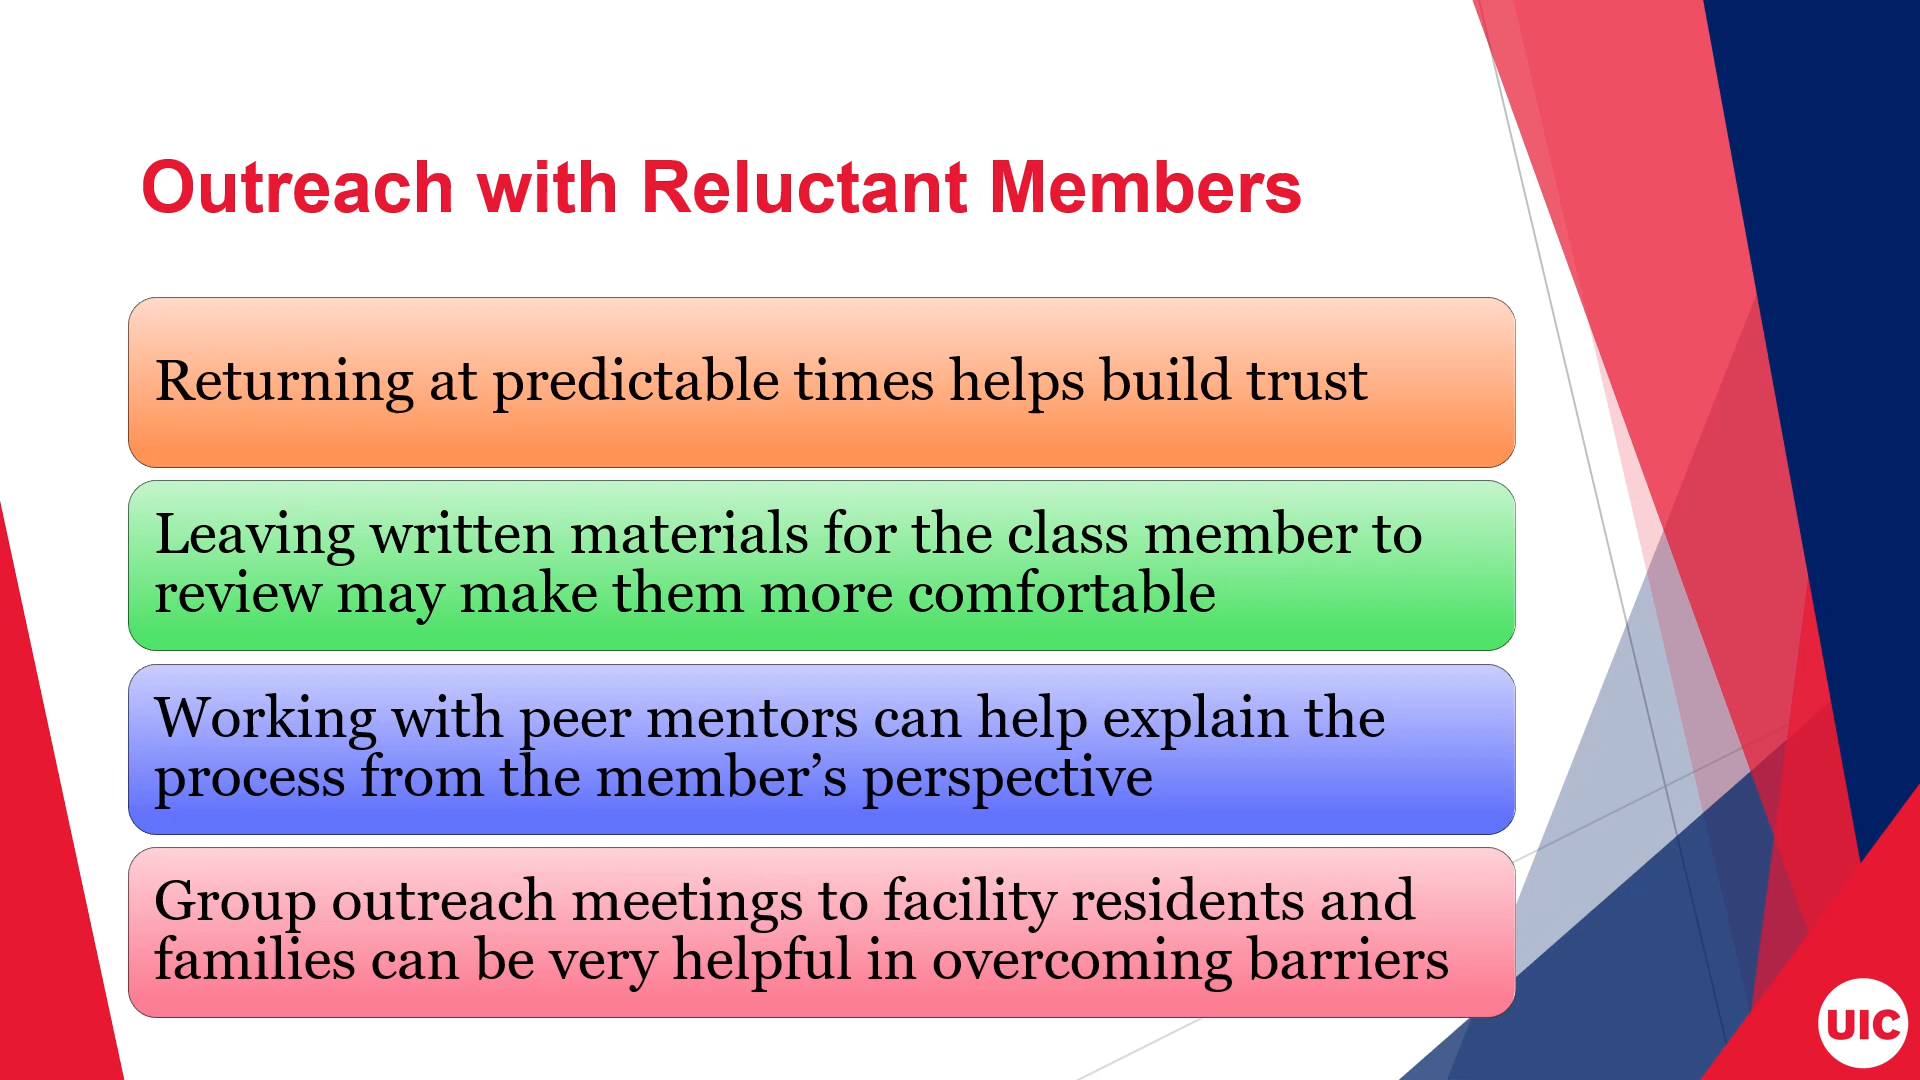 Outreach with Reluctant Members
Returning at predictable times helps build trust
Leaving written materials for the class member to
review may make them more comfortable
Working with peer mentors can help explain the
process from the member’s perspective
Group outreach meetings to facility residents and
families can be very helpful in overcoming barriers
UIC